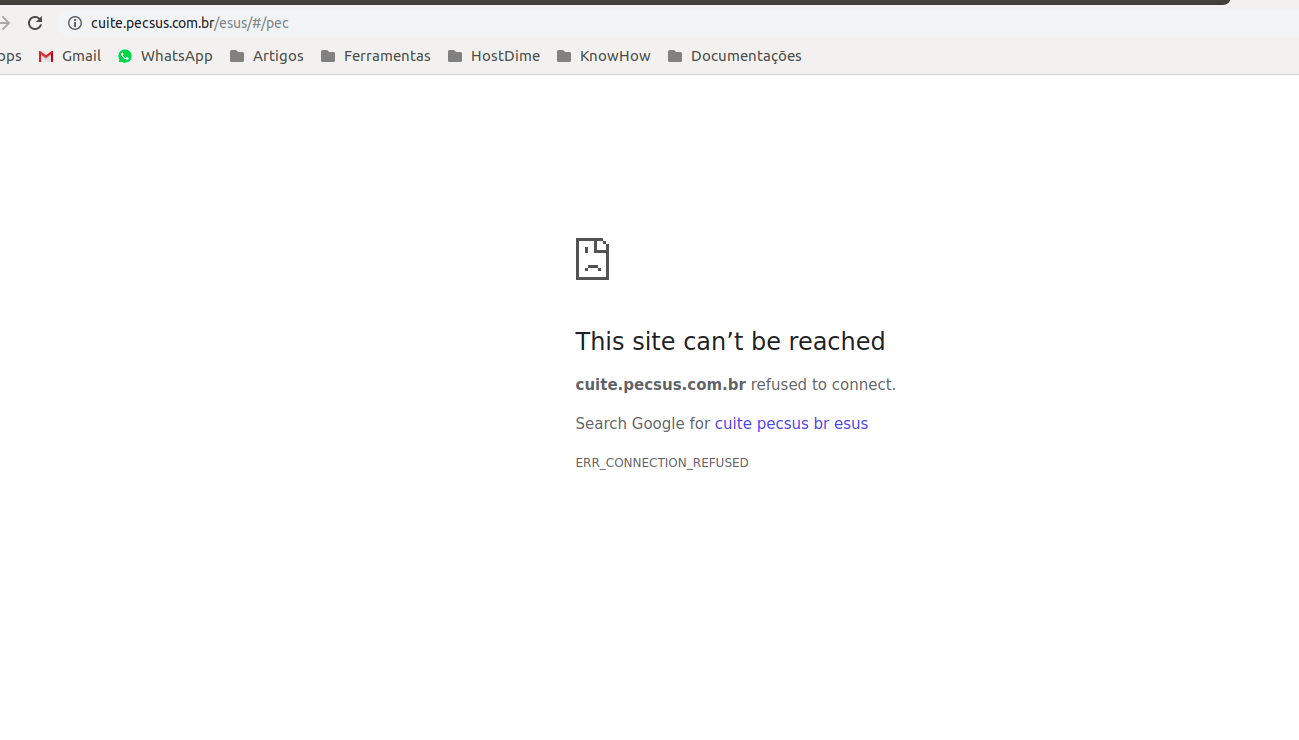 cuite.pecsus.com.br/esus/#/pec
Gmail WhatsApp Artigos Ferramentas HostDime KnowHow Documentações
This site can’t be reached
cuite.pecsus.com.br refused to connect.
Search Google for cuite pecsus br esus
ERR_CONNECTION_REFUSED